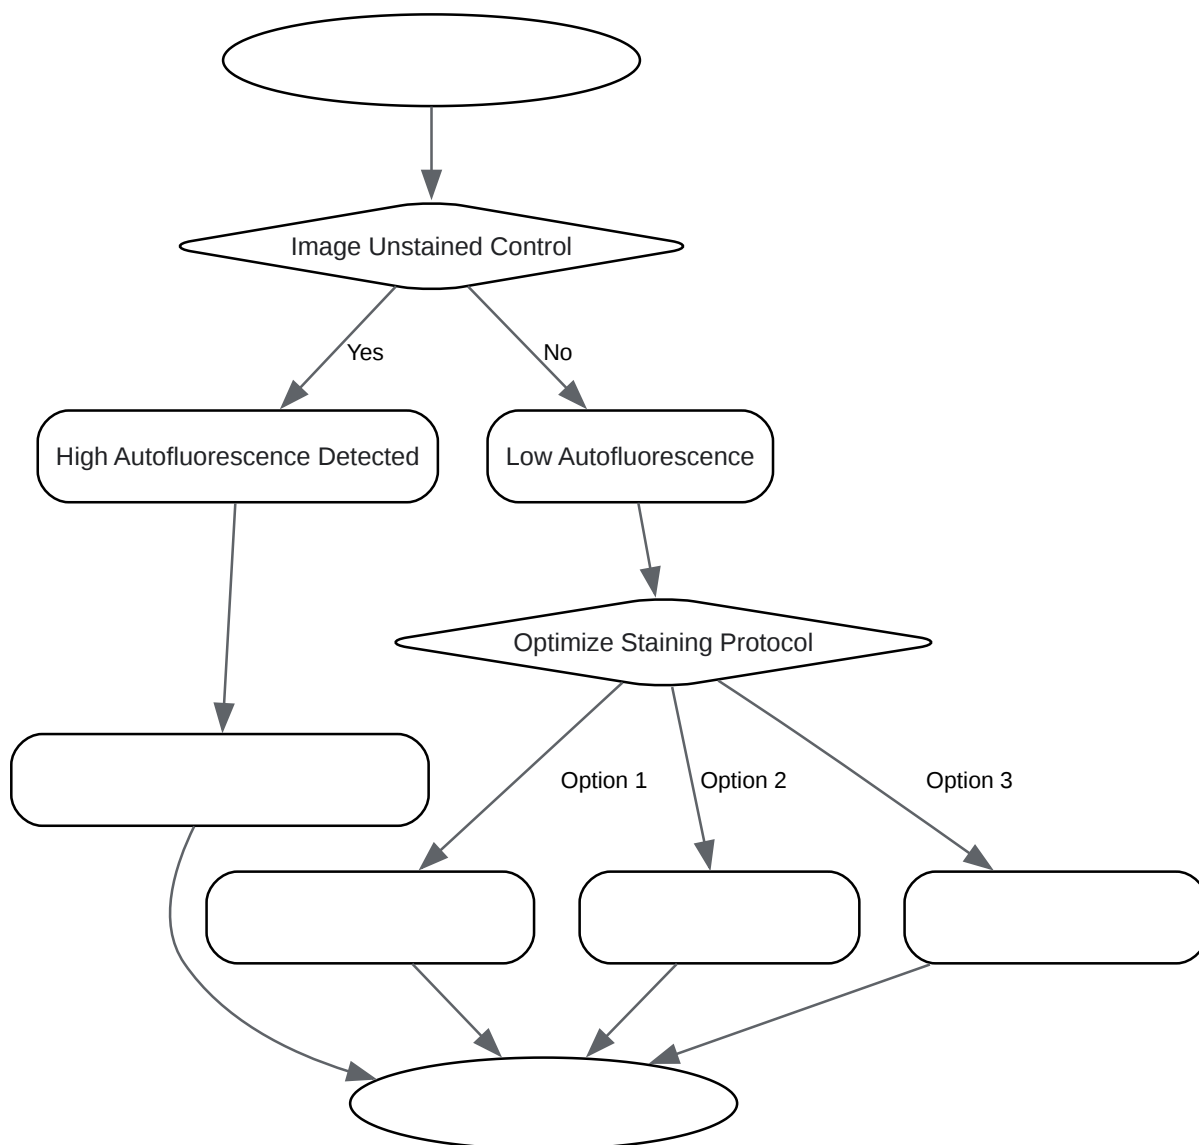 Image Unstained Control
Yes
No
High Autofluorescence Detected
Low Autofluorescence
Optimize Staining Protocol
Option 1
Option 2
Option 3